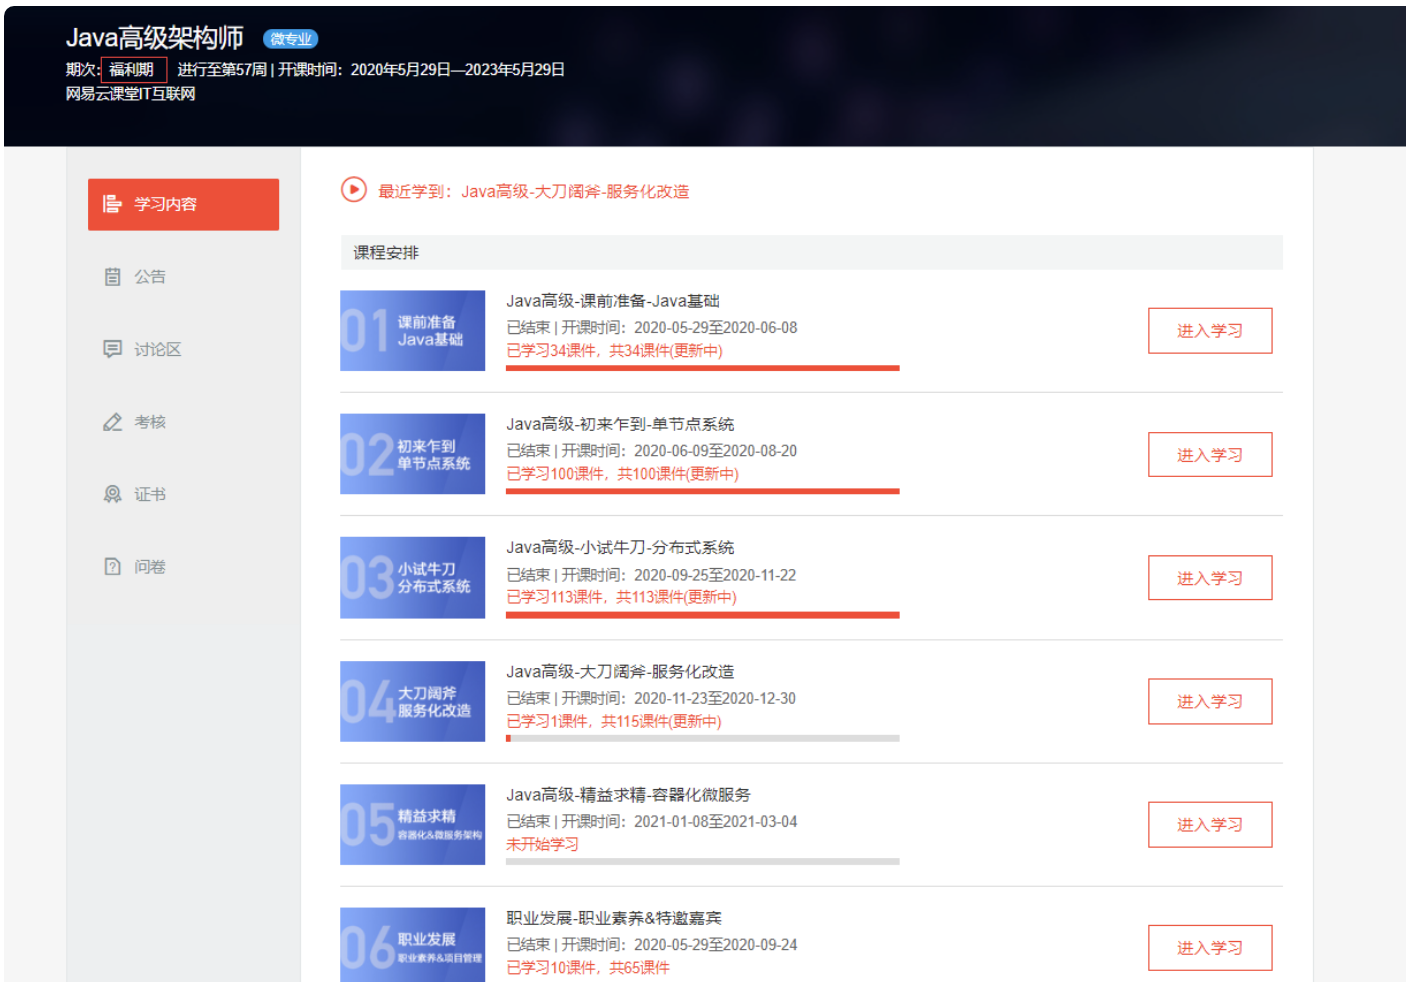 Java高级架构师 微专业
期次: 福利期 进行至第57周 | 开课时间：2020年5月29日—2023年5月29日
网易云课堂IT互联网
学习内容
公告
讨论区
考核
证书
问卷
最近学到：Java高级-大刀阔斧-服务化改造
课程安排
01 课前准备
Java基础
Java高级-课前准备-Java基础
已结束 | 开课时间：2020-05-29至2020-06-08
已学习34课件，共34课件(更新中)
进入学习
02 初来乍到
单节点系统
Java高级-初来乍到-单节点系统
已结束 | 开课时间：2020-06-09至2020-08-20
已学习100课件，共100课件(更新中)
进入学习
03 小试牛刀
分布式系统
Java高级-小试牛刀-分布式系统
已结束 | 开课时间：2020-09-25至2020-11-22
已学习113课件，共113课件(更新中)
进入学习
04 大刀阔斧
服务化改造
Java高级-大刀阔斧-服务化改造
已结束 | 开课时间：2020-11-23至2020-12-30
已学习1课件，共115课件(更新中)
进入学习
05 精益求精
容器化&微服务架构
Java高级-精益求精-容器化微服务
已结束 | 开课时间：2021-01-08至2021-03-04
未开始学习
进入学习
06 职业发展
职业素养&项目管理
职业发展-职业素养&特邀嘉宾
已结束 | 开课时间：2020-05-29至2020-09-24
已学习10课件，共65课件
进入学习